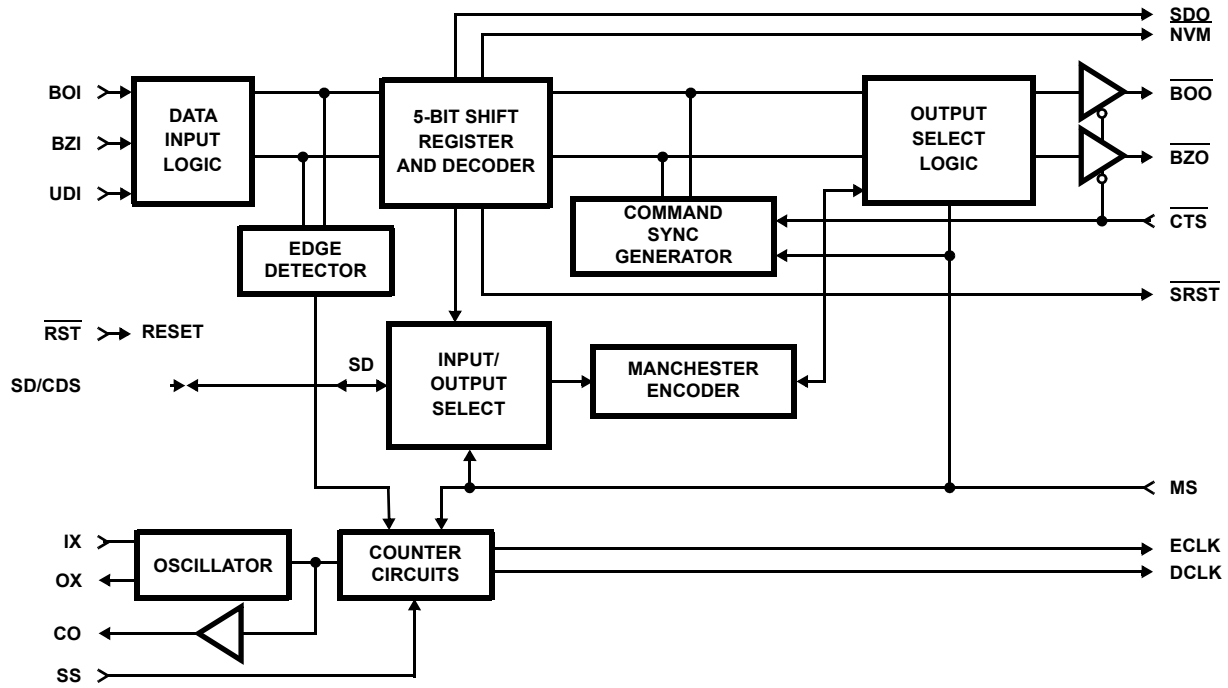 SDO
NVM
BOI
BZI
UDI
DATA
INPUT
LOGIC
5-BIT SHIFT
REGISTER
AND DECODER
OUTPUT
SELECT
LOGIC
BOO
BZO
CTS
COMMAND
SYNC
GENERATOR
EDGE
DETECTOR
SRST
RST
RESET
SD/CDS
SD
INPUT/
OUTPUT
SELECT
MANCHESTER
ENCODER
MS
IX
OX
OSCILLATOR
COUNTER
CIRCUITS
ECLK
DCLK
CO
SS